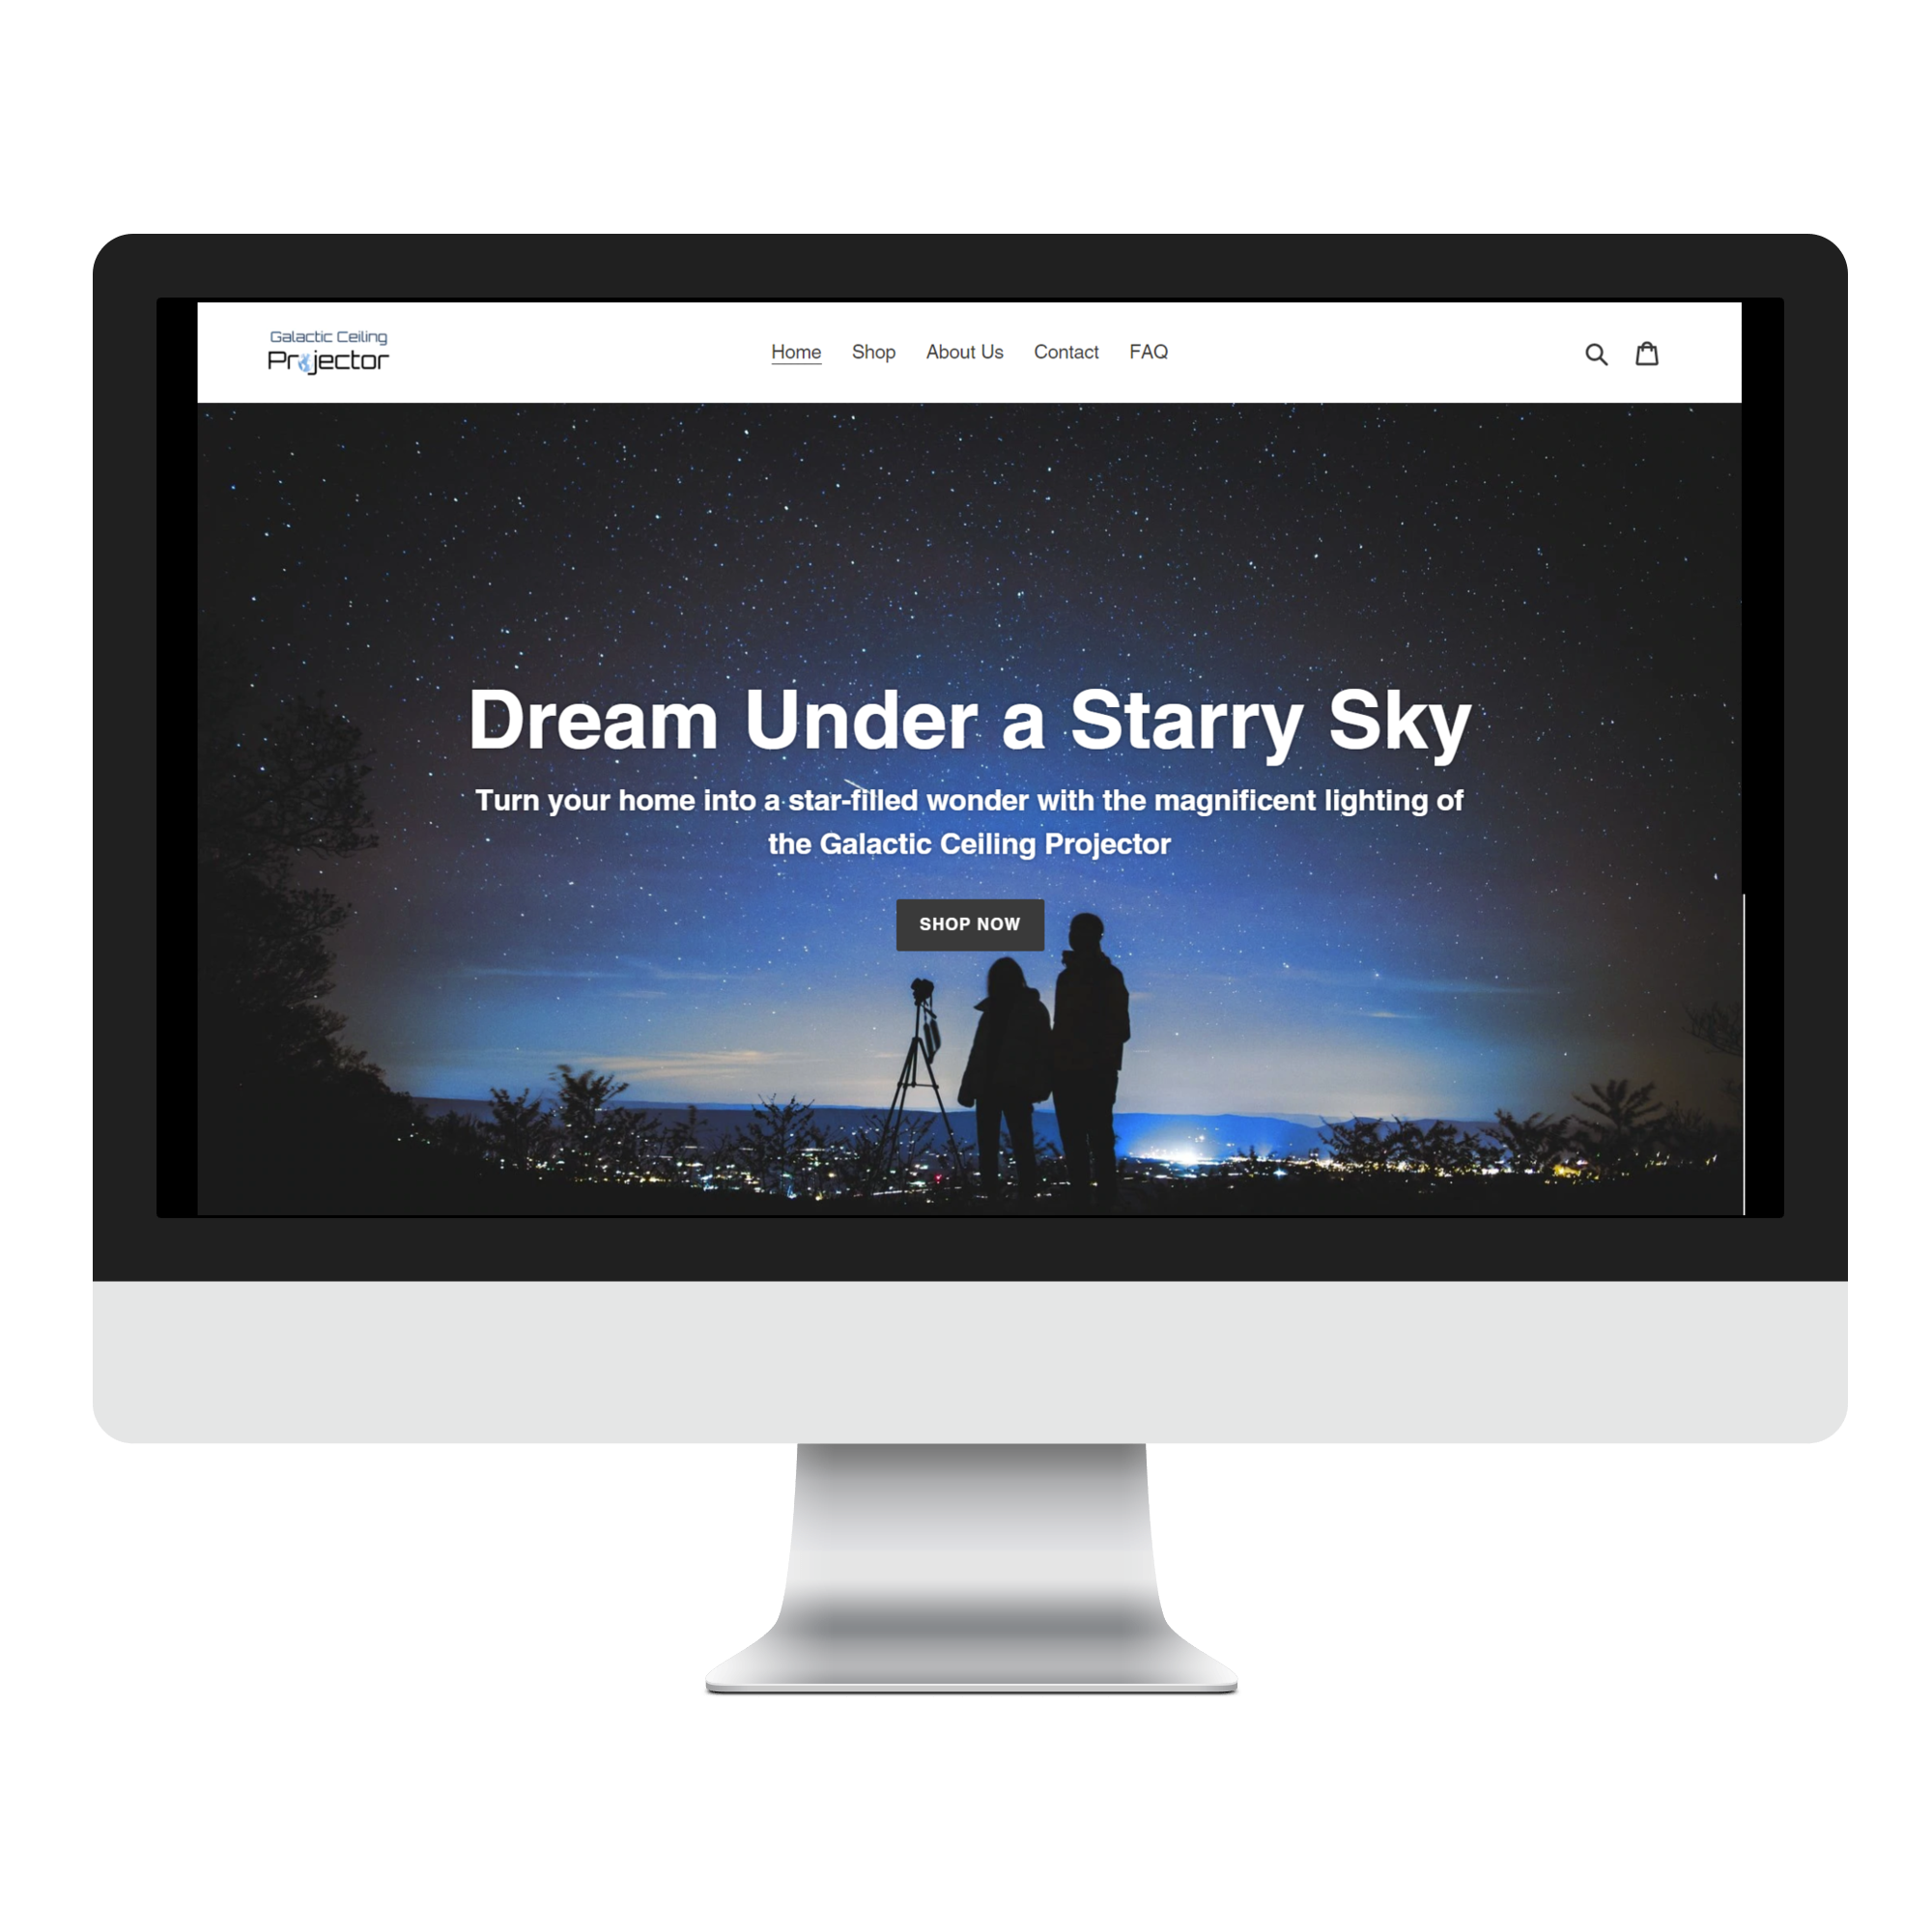 Galactic Ceiling
Projector
Home Shop About Us Contact FAQ
Dream Under a Starry Sky
Turn your home into a star-filled wonder with the magnificent lighting of
the Galactic Ceiling Projector
SHOP NOW